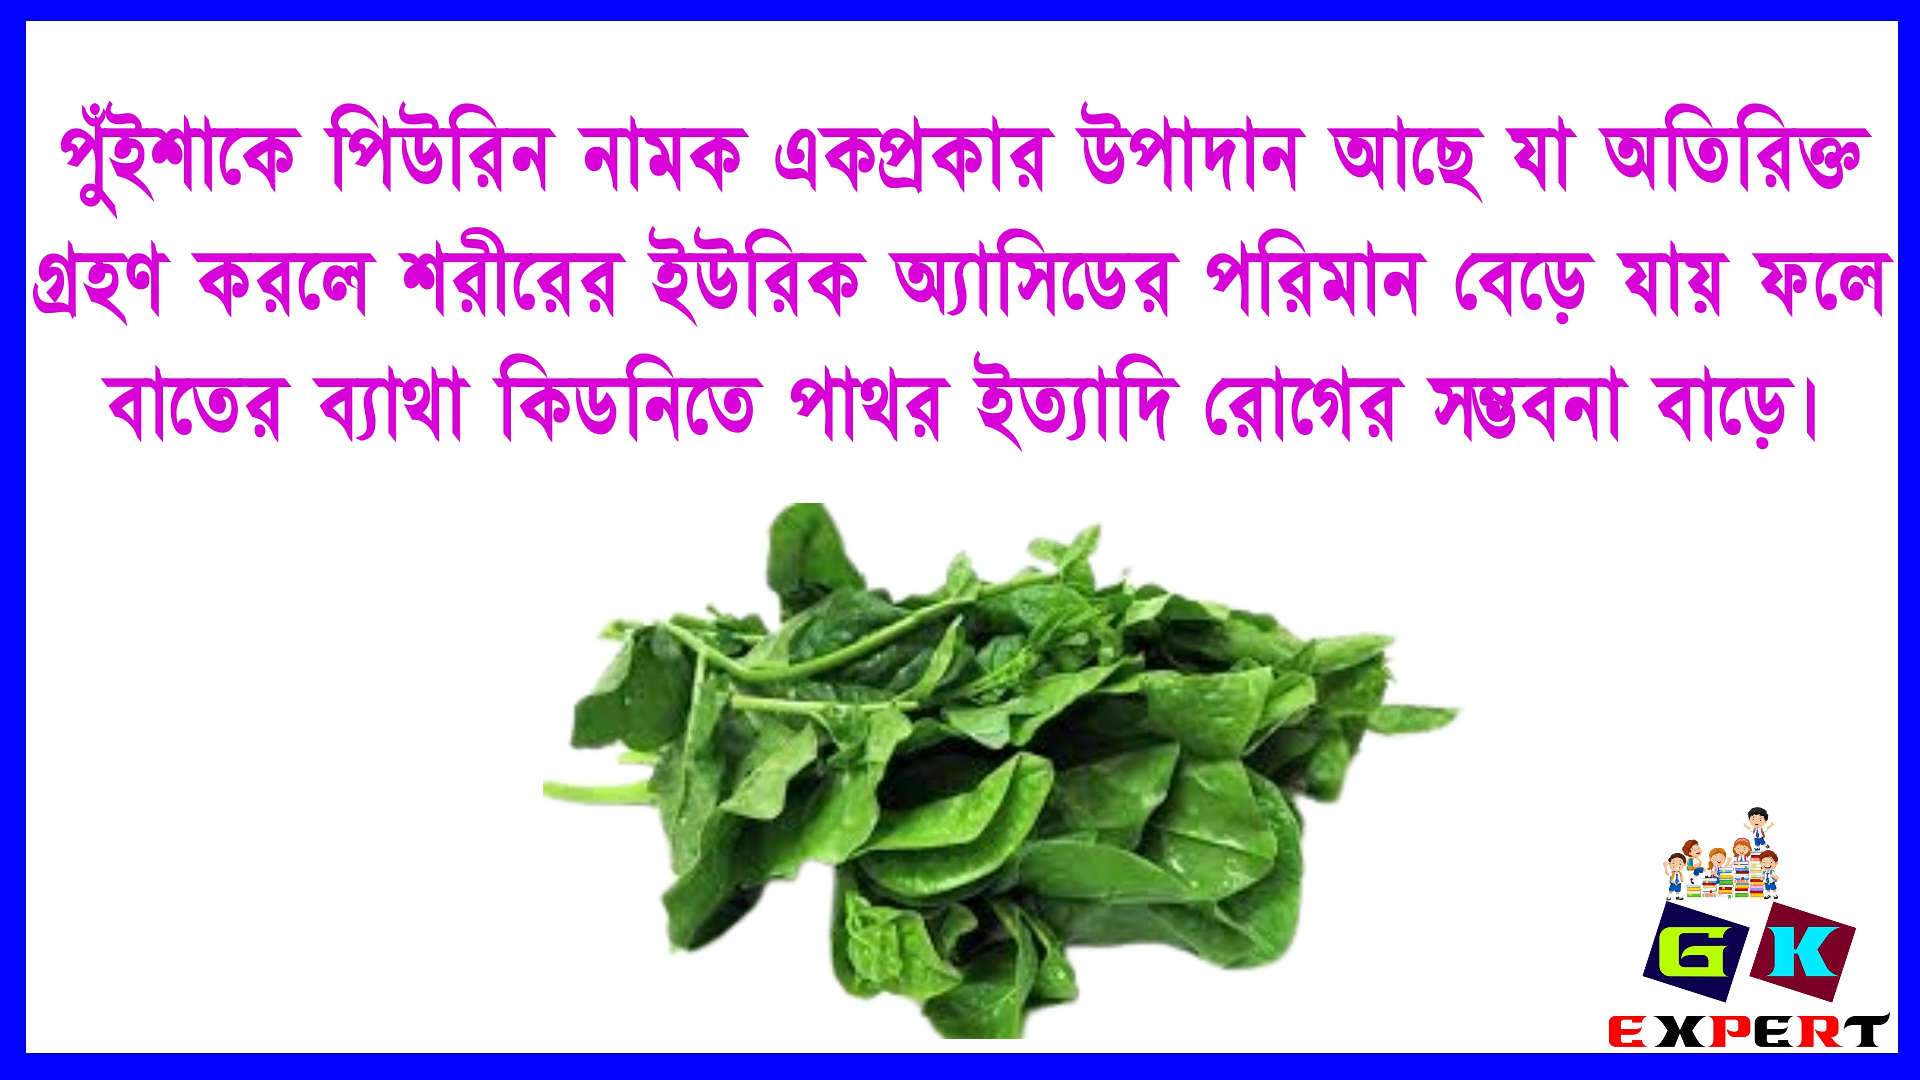 পুঁইশাকে পিউরিন নামক একপ্রকার উপাদান আছে যা অতিরিক্ত
গ্রহণ করলে শরীরের ইউরিক অ্যাসিডের পরিমান বেড়ে যায় ফলে
বাতের ব্যাথা কিডনিতে পাথর ইত্যাদি রোগের সম্ভবনা বাড়ে।
GK
EXPERT